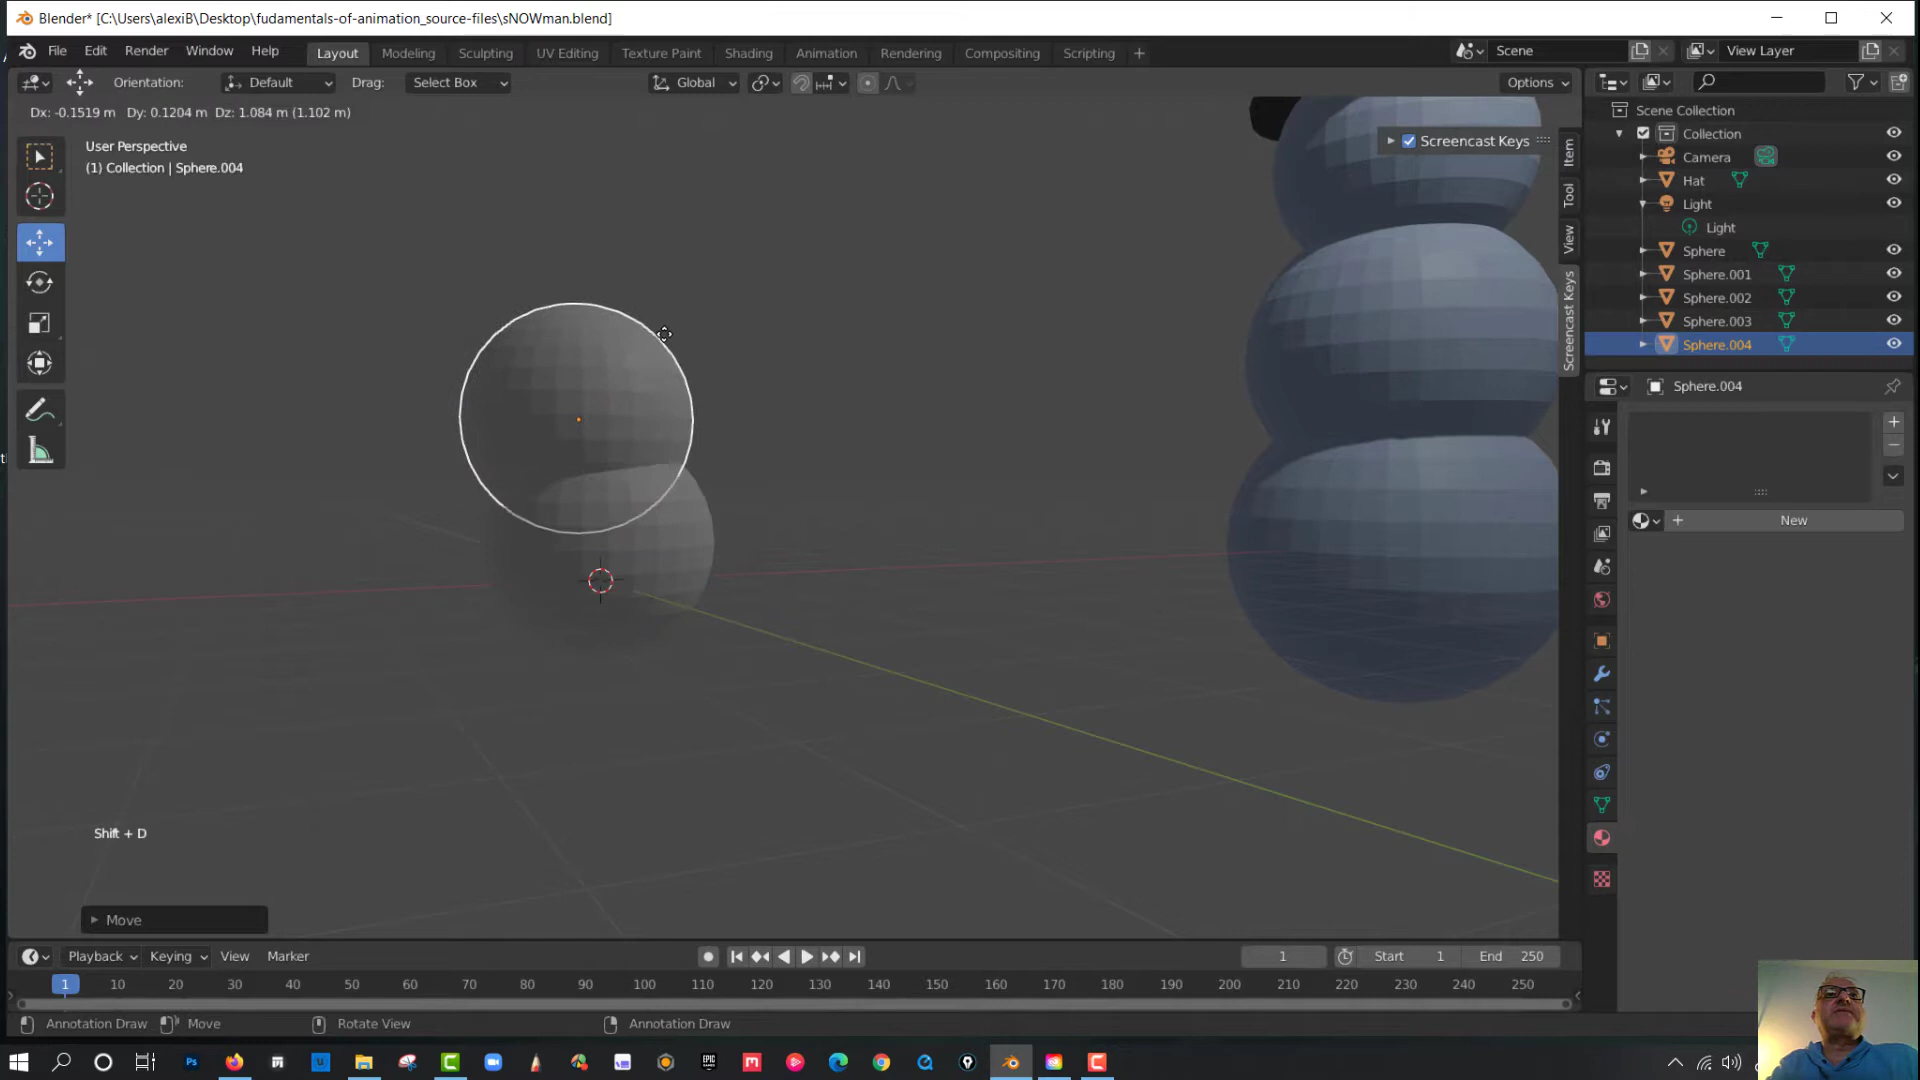 Blender* [C:\Users\alexiB\Desktop\fudamentals-of-animation_source-files\sNOWman.blend]
File Edit Render Window Help Layout Modeling Sculpting UV Editing Texture Paint Shading Animation Rendering Compositing Scripting + Scene View Layer
Orientation: Default Drag: Select Box Global Options
Dx: -0.1519 m Dy: 0.1204 m Dz: 1.084 m (1.102 m)
User Perspective
(1) Collection | Sphere.004
Screencast Keys
Item
Tool
View
Screencast Keys
Scene Collection
Collection
Camera
Hat
Light
Light
Sphere
Sphere.001
Sphere.002
Sphere.003
Sphere.004
Sphere.004
New
Shift + D
Move
Playback Keying View Marker 1 Start 1 End 250
1 10 20 30 40 50 60 70 80 90 100 110 120 130 140 150 160 170 180 190 200 210 220 230 240 250
Annotation Draw Move Rotate View Annotation Draw